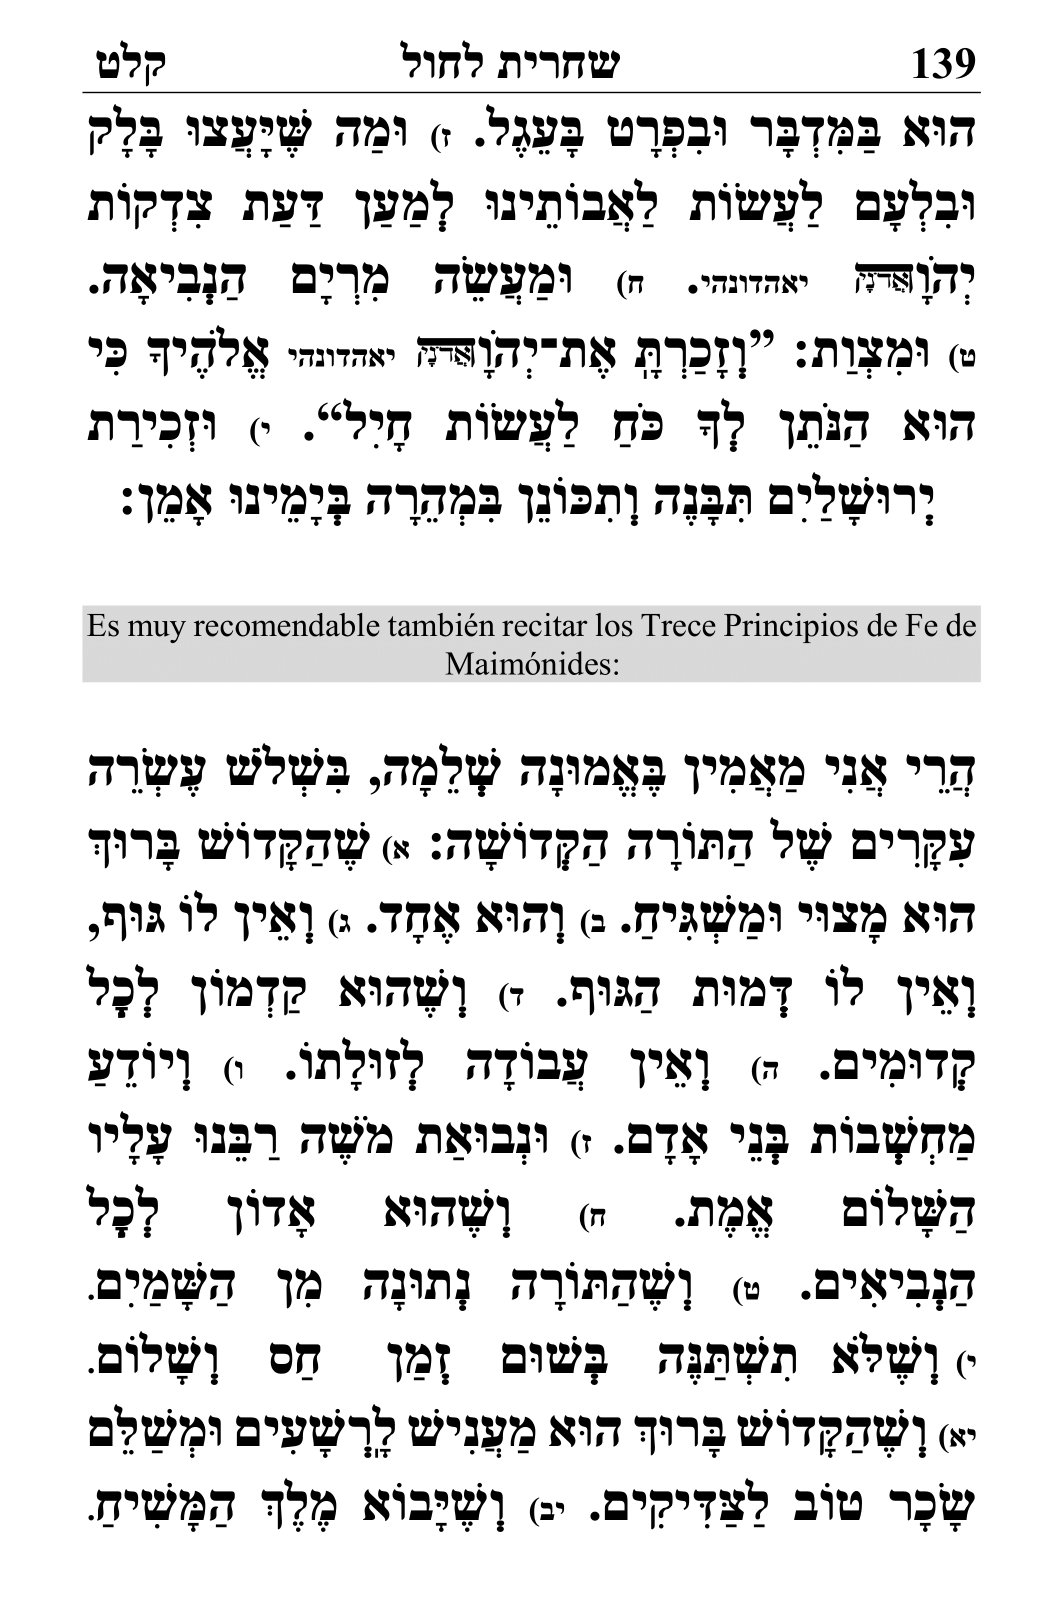 139 שחרית לחול קלט
הוּא בַּמִּדְבָּר וּבִפְרָט בָּעֵגֶל. ז) וּמַה שֶּׁיָּעֲצוּ בָּלָק
וּבִלְעָם לַעֲשׂוֹת לַאֲבוֹתֵינוּ לְמַעַן דַּעַת צִדְקוֹת
יְהֹוָאֲדֹנָיה יאהדונהי. ח) וּמַעֲשֵׂה מִרְיָם הַנְּבִיאָה.
ט) וּמִצְוַת: ”וְזָכַרְתָּ אֶת־יְהֹוָאֲדֹנָיה יאהדונהי אֱלֹהֶיךָ כִּי
הוּא הַנֹּתֵן לְךָ כֹּחַ לַעֲשׂוֹת חָיִל“. י) וּזְכִירַת
יְרוּשָׁלַיִם תִּבָּנֶה וְתִכּוֹנֵן בִּמְהֵרָה בְּיָמֵינוּ אָמֵן:
Es muy recomendable también recitar los Trece Principios de Fe de
Maimónides:
הֲרֵי אֲנִי מַאֲמִין בֶּאֱמוּנָה שְׁלֵמָה, בִּשְׁלֹשׁ עֶשְׂרֵה
עִקָּרִים שֶׁל הַתּוֹרָה הַקְּדוֹשָׁה: א) שֶׁהַקָּדוֹשׁ בָּרוּךְ
הוּא מָצוּי וּמַשְׁגִּיחַ. ב) וְהוּא אֶחָד. ג) וְאֵין לוֹ גּוּף,
וְאֵין לוֹ דְּמוּת הַגּוּף. ד) וְשֶׁהוּא קַדְמוֹן לְכָל
קְדוּמִים. ה) וְאֵין עֲבוֹדָה לְזוּלָתוֹ. ו) וְיוֹדֵעַ
מַחְשְׁבוֹת בְּנֵי אָדָם. ז) וּנְבוּאַת מֹשֶׁה רַבֵּנוּ עָלָיו
הַשָּׁלוֹם אֱמֶת. ח) וְשֶׁהוּא אָדוֹן לְכָל
הַנְּבִיאִים. ט) וְשֶׁהַתּוֹרָה נְתוּנָה מִן הַשָּׁמַיִם.
י) וְשֶׁלֹּא תִשְׁתַּנֶּה בְּשׁוּם זְמַן חַס וְשָׁלוֹם.
יא) וְשֶׁהַקָּדוֹשׁ בָּרוּךְ הוּא מַעֲנִישׁ לָרְשָׁעִים וּמְשַׁלֵּם
שָׂכָר טוֹב לַצַּדִּיקִים. יב) וְשֶׁיָּבוֹא מֶלֶךְ הַמָּשִׁיחַ.